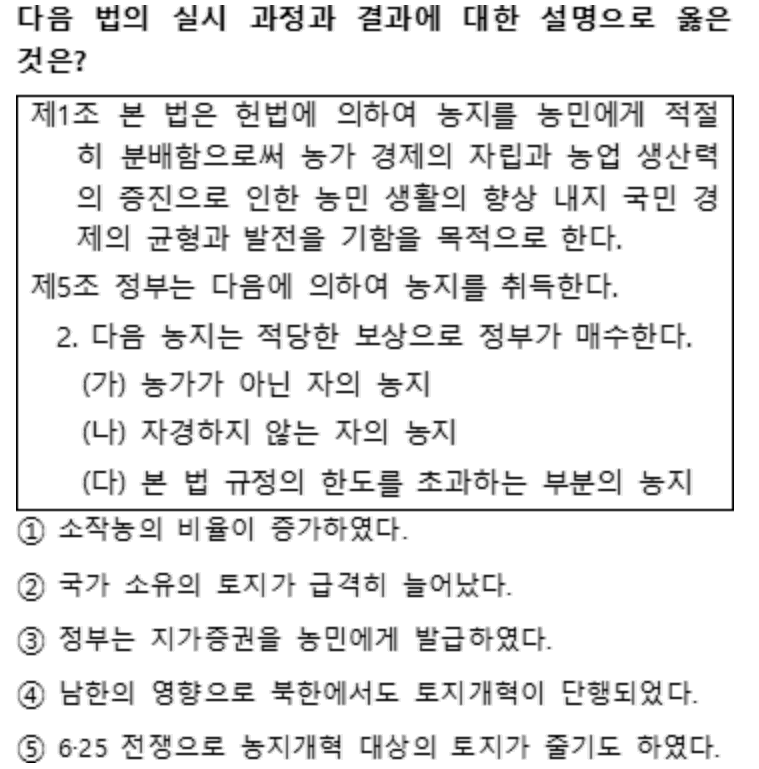 다음 법의 실시 과정과 결과에 대한 설명으로 옳은
것은?
제1조 본 법은 헌법에 의하여 농지를 농민에게 적절
히 분배함으로써 농가 경제의 자립과 농업 생산력
의 증진으로 인한 농민 생활의 향상 내지 국민 경
제의 균형과 발전을 기함을 목적으로 한다.
제5조 정부는 다음에 의하여 농지를 취득한다.
2. 다음 농지는 적당한 보상으로 정부가 매수한다.
(가) 농가가 아닌 자의 농지
(나) 자경하지 않는 자의 농지
(다) 본 법 규정의 한도를 초과하는 부분의 농지
① 소작농의 비율이 증가하였다.
② 국가 소유의 토지가 급격히 늘어났다.
③ 정부는 지가증권을 농민에게 발급하였다.
④ 남한의 영향으로 북한에서도 토지개혁이 단행되었다.
⑤ 6·25 전쟁으로 농지개혁 대상의 토지가 줄기도 하였다.